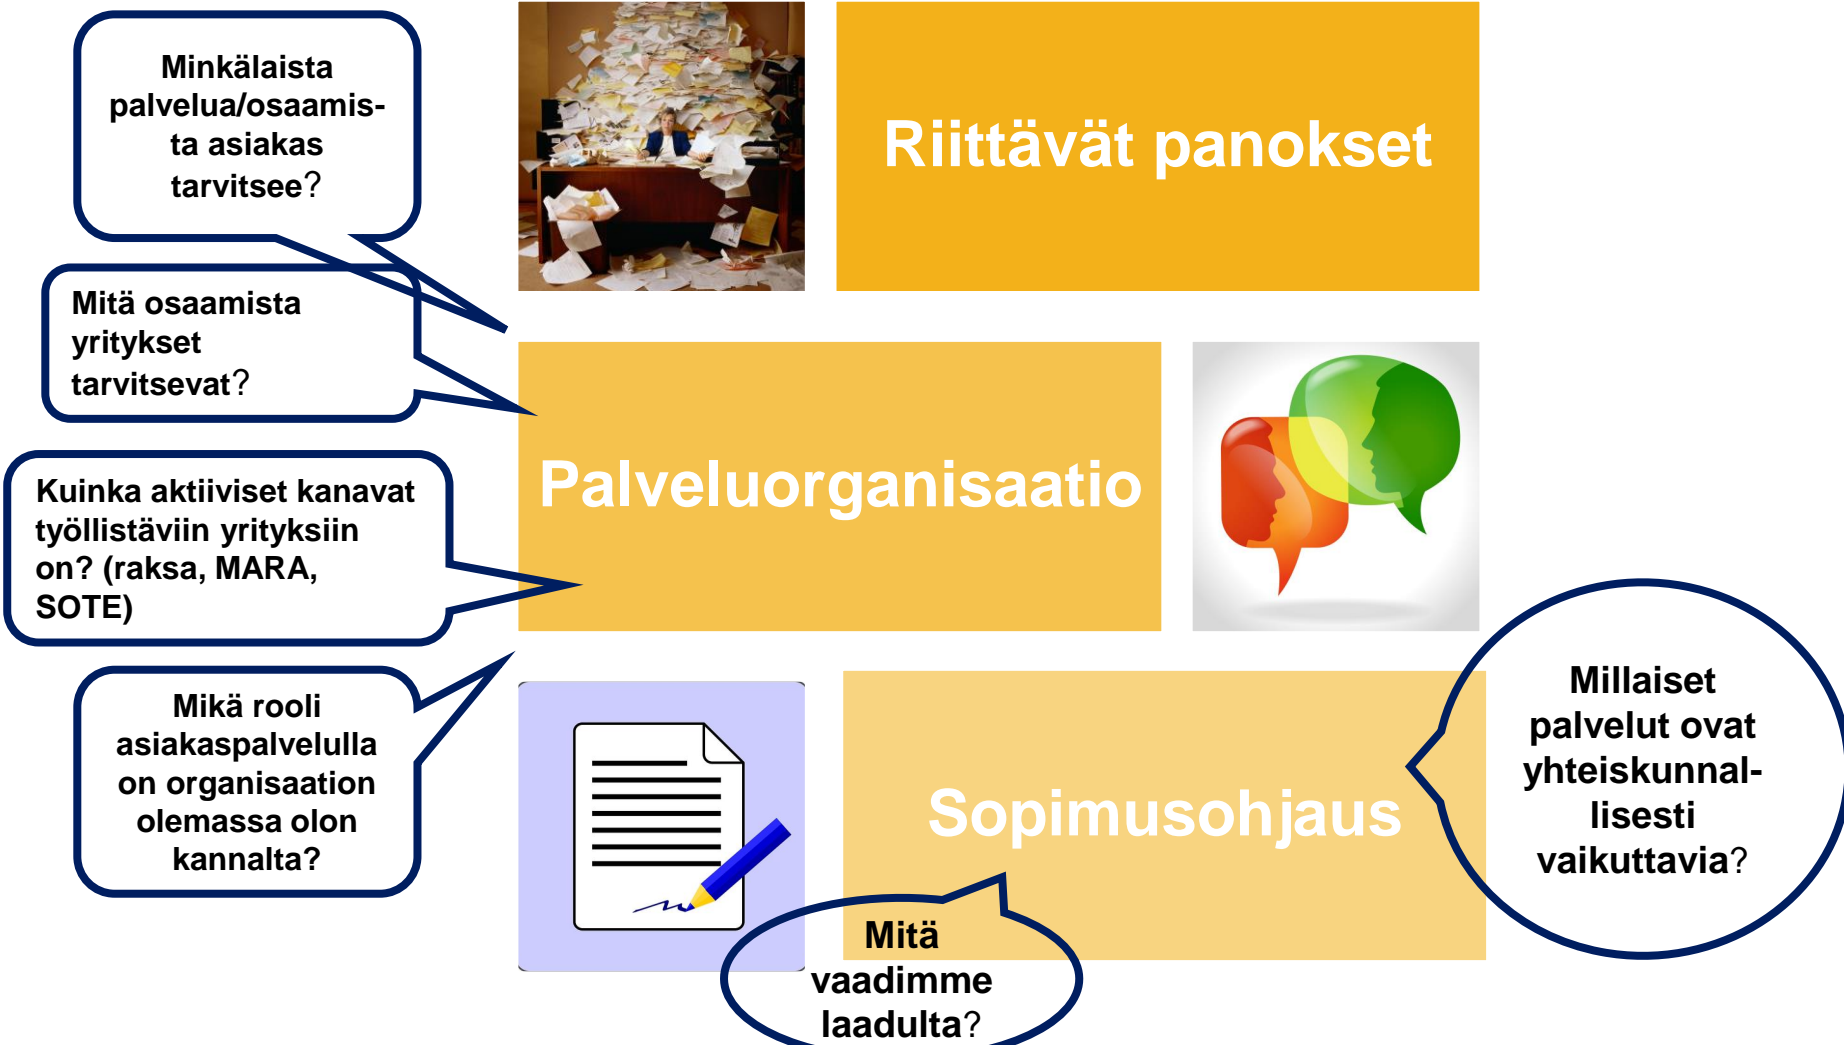 Minkälaista
palvelua/osaamis-
ta asiakas
tarvitsee?
Riittävät panokset
Mitä osaamista
yritykset
tarvitsevat?
Palveluorganisaatio
Kuinka aktiiviset kanavat
työllistäviin yrityksiin
on? (raksa, MARA,
SOTE)
Mikä rooli
asiakaspalvelulla
on organisaation
olemassa olon
kannalta?
Sopimusohjaus
Millaiset
palvelut ovat
yhteiskunnal-
lisesti
vaikuttavia?
Mitä
vaadimme
laadulta?